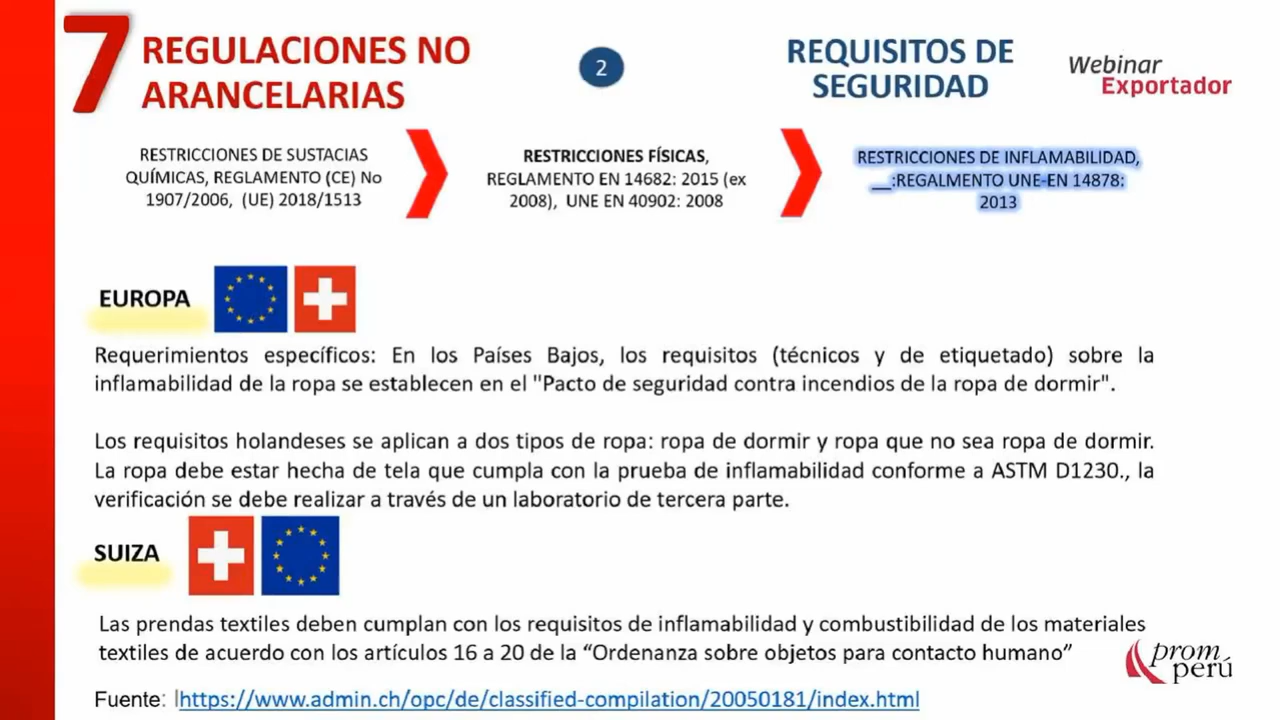 7
REGULACIONES NO
ARANCELARIAS
2
REQUISITOS DE
SEGURIDAD
Webinar
Exportador
RESTRICCIONES DE SUSTACIAS
QUÍMICAS, REGLAMENTO (CE) No
1907/2006, (UE) 2018/1513
RESTRICCIONES FÍSICAS,
REGLAMENTO EN 14682: 2015 (ex
2008), UNE EN 40902: 2008
RESTRICCIONES DE INFLAMABILIDAD,
__:REGALMENTO UNE-EN 14878:
2013
EUROPA
Requerimientos específicos: En los Países Bajos, los requisitos (técnicos y de etiquetado) sobre la
inflamabilidad de la ropa se establecen en el "Pacto de seguridad contra incendios de la ropa de dormir".
Los requisitos holandeses se aplican a dos tipos de ropa: ropa de dormir y ropa que no sea ropa de dormir.
La ropa debe estar hecha de tela que cumpla con la prueba de inflamabilidad conforme a ASTM D1230., la
verificación se debe realizar a través de un laboratorio de tercera parte.
SUIZA
Las prendas textiles deben cumplan con los requisitos de inflamabilidad y combustibilidad de los materiales
textiles de acuerdo con los artículos 16 a 20 de la “Ordenanza sobre objetos para contacto humano”
Fuente: https://www.admin.ch/opc/de/classified-compilation/20050181/index.html
prom
perú